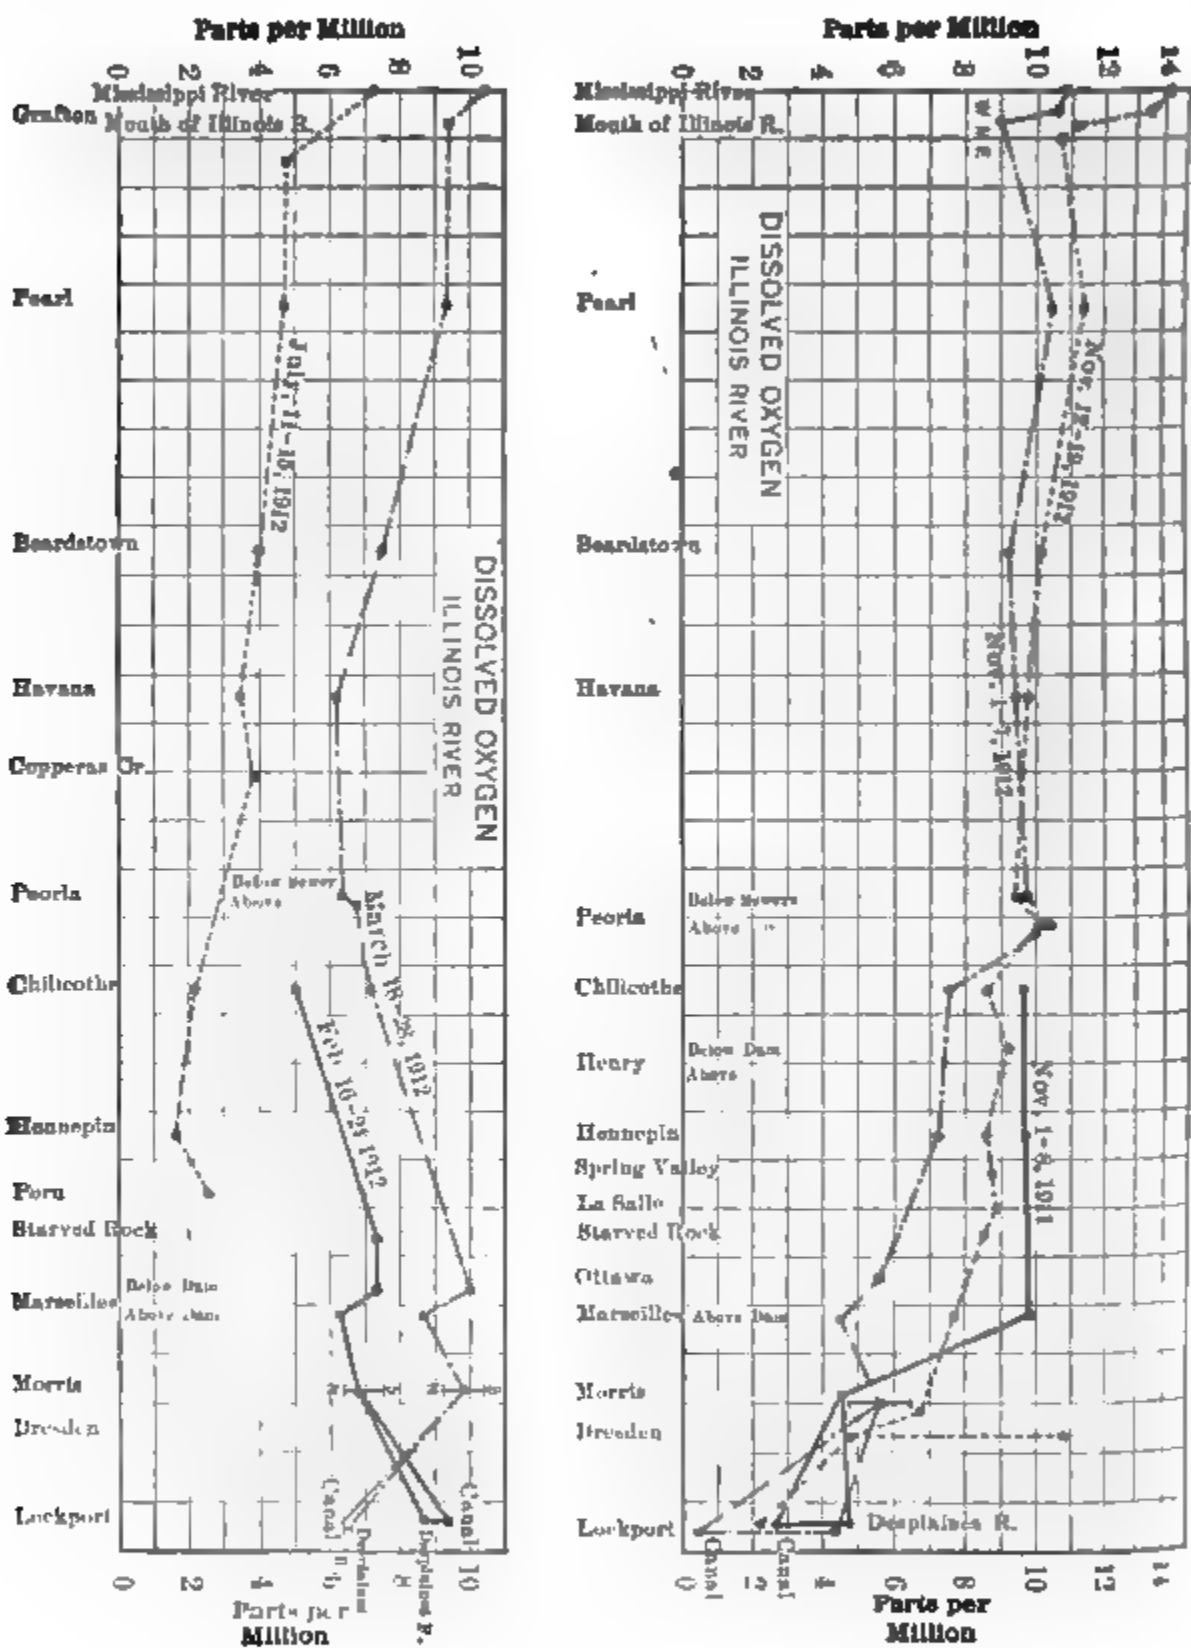 Parts per Million
0 2 4 6 8 10
Mississippi River
Grafton
Mouth of Illinois R.
Pearl
July, 11-15, 1912
Beardstown
DISSOLVED OXYGEN
ILLINOIS RIVER
Havana
Copperas Cr.
Peoria
Below Sewer
Above
March 18-28, 1912
Chilicothe
Feb. 10-24 1912
Hennepin
Peru
Starved Rock
Marseilles
Below Dam
Above Dam
Morris
Dresden
Lockport
Canal
Desplaines
Desplaines R.
Canal
0 2 4 6 8 10
Parts per
Million
Parts per Million
0 2 4 6 8 10 12 14
Mississippi River
Mouth of Illinois R.
W M E
DISSOLVED OXYGEN
ILLINOIS RIVER
Pearl
Beardstown
Havana
Peoria
Below Sewers
Above
Chilicothe
Henry
Below Dam
Above
Nov. 1-8, 1911
Hennepin
Spring Valley
La Salle
Starved Rock
Ottawa
Marseilles Above Dam
Morris
Dresden
Desplaines R.
Lockport
Canal
Canal
0 2 4 6 8 10 12 14
Parts per
Million